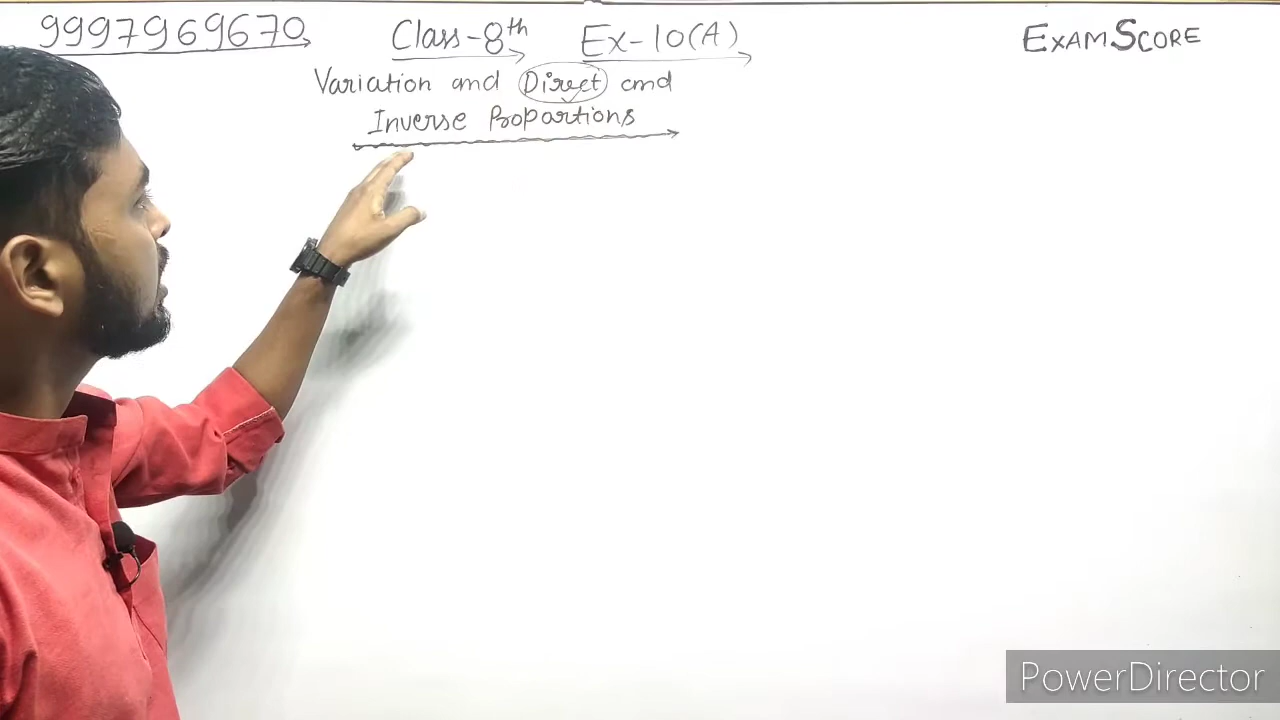 9997969670 Class-8th Ex-10(A) EXAMSCORE
Variation and Direct and
Inverse Proportions
PowerDirector